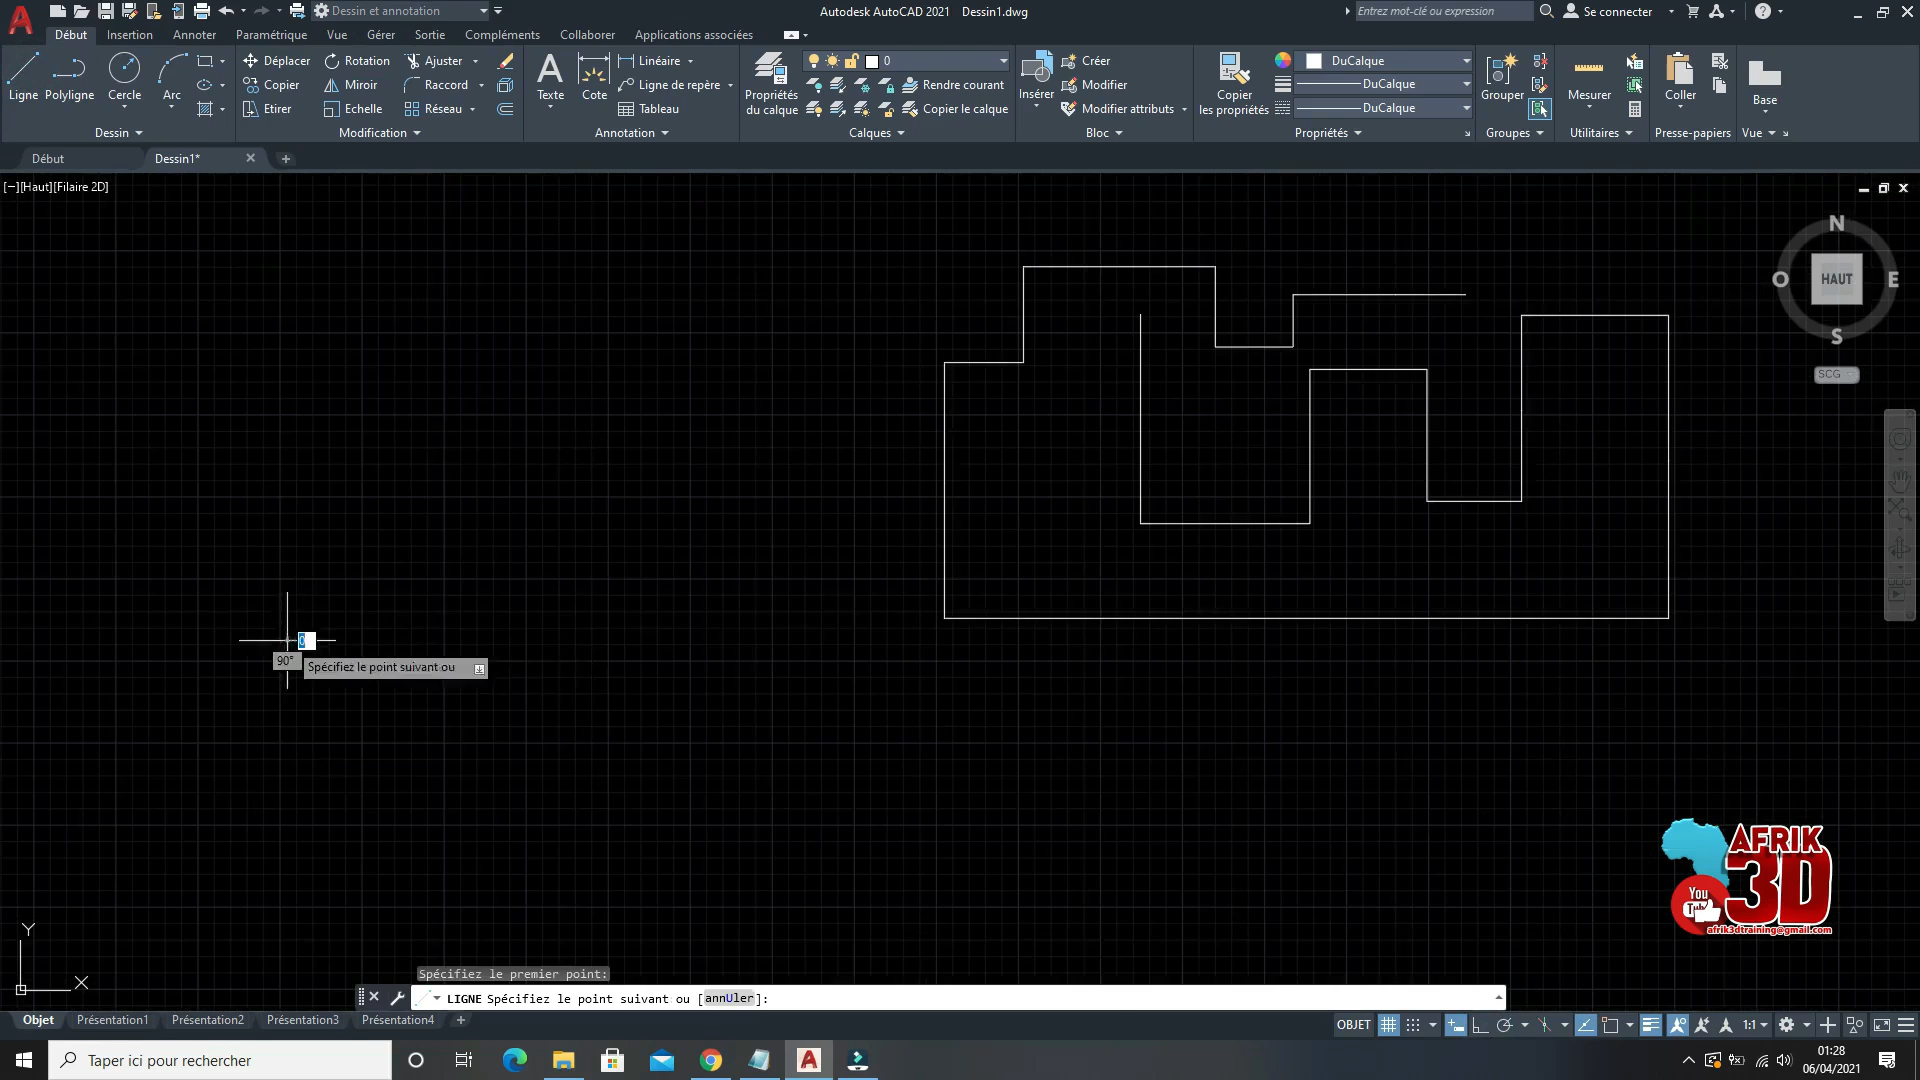 Dessin et annotation
Autodesk AutoCAD 2021 Dessin1.dwg
Entrez mot-clé ou expression
Se connecter
Début Insertion Annoter Paramétrique Vue Gérer Sortie Compléments Collaborer Applications associées
Ligne Polyligne Cercle Arc
Déplacer Rotation Ajuster
Copier Miroir Raccord
Etirer Echelle Réseau
Texte Cote
Linéaire
Ligne de repère
Tableau
Propriétés
du calque
0
Rendre courant
Copier le calque
Insérer
Créer
Modifier
Modifier attributs
Copier
les propriétés
DuCalque
DuCalque
DuCalque
Grouper
Mesurer
Coller
Base
Dessin Modification Annotation Calques Bloc Propriétés Groupes Utilitaires Presse-papiers Vue
Début Dessin1*
[−][Haut][Filaire 2D]
N
O HAUT E
S
SCG
0
90°
Spécifiez le point suivant ou
AFRIK
3D
You
Tube
afrik3dtraining@gmail.com
Y
X
Spécifiez le premier point:
LIGNE Spécifiez le point suivant ou [annUler]:
Objet Présentation1 Présentation2 Présentation3 Présentation4
OBJET 1:1
Taper ici pour rechercher
01:28
06/04/2021